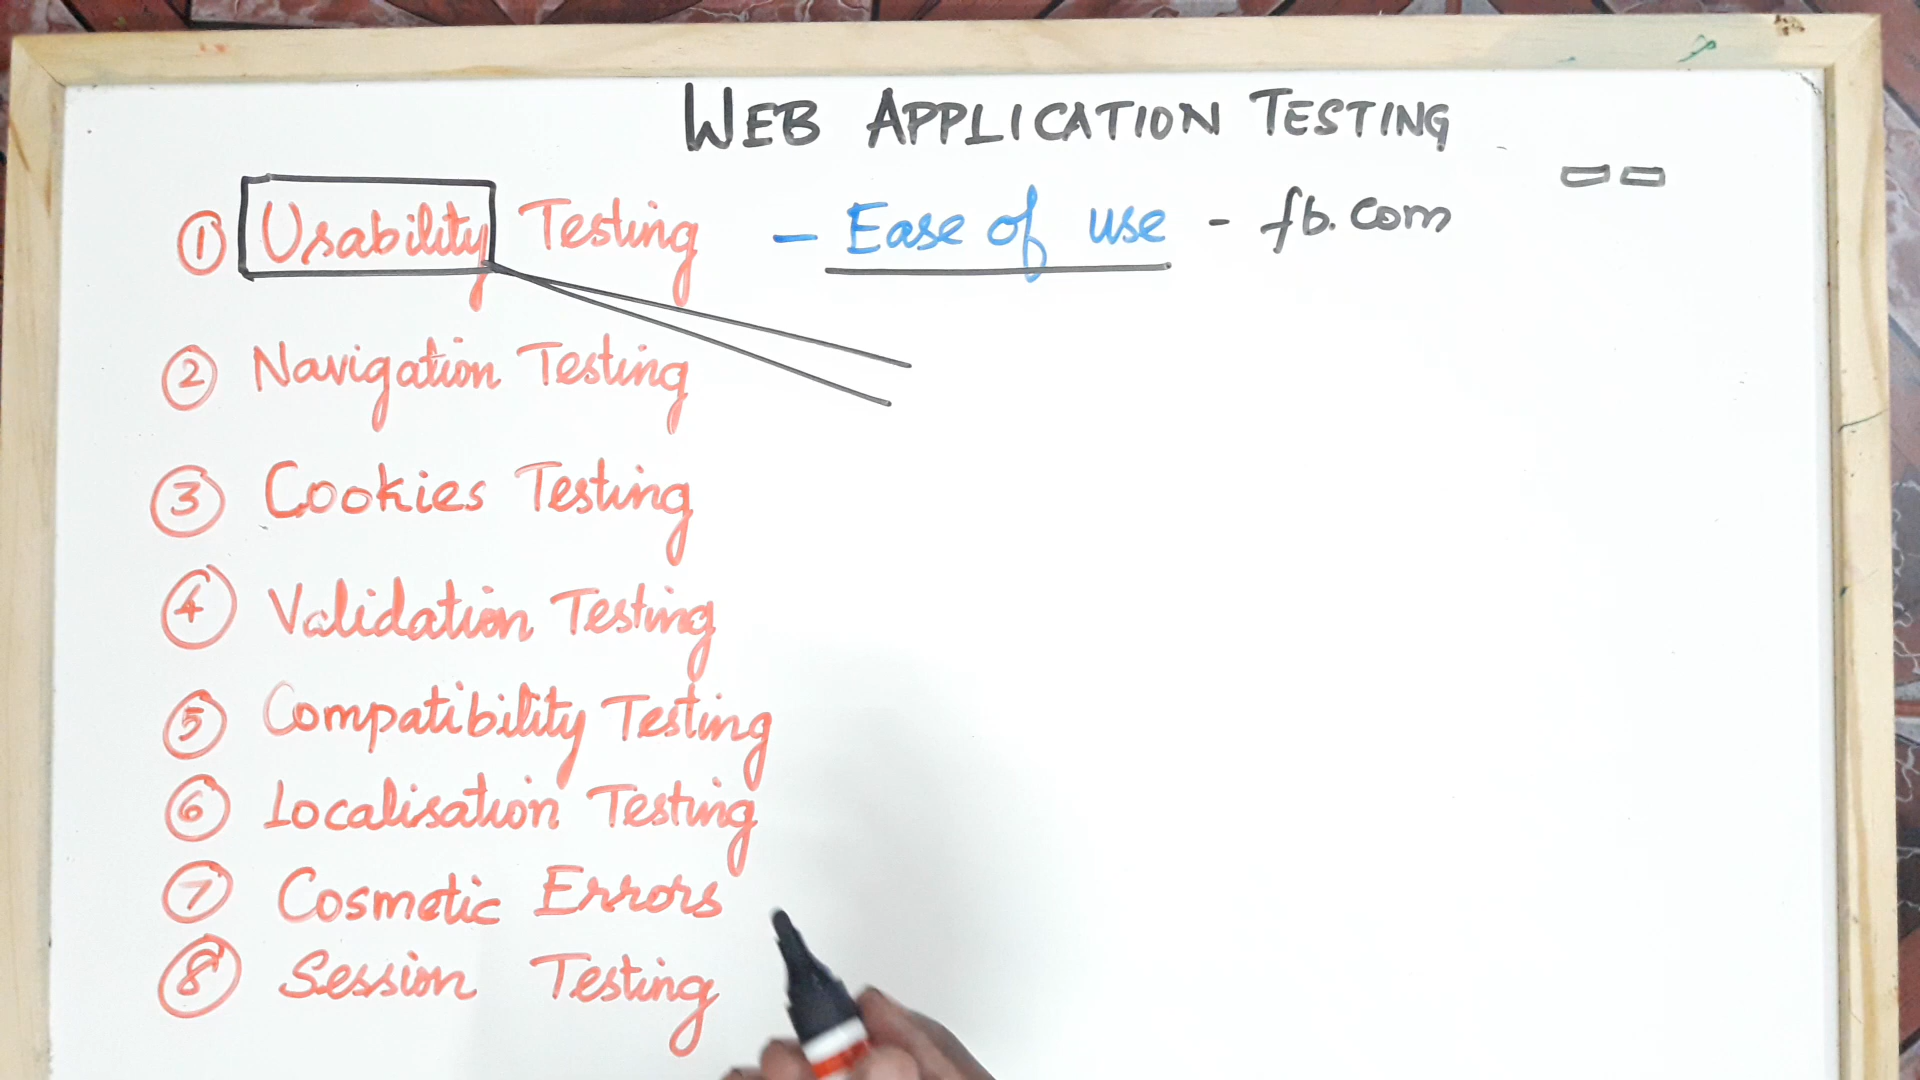 WEB APPLICATION TESTING
① Usability Testing – Ease of use - fb.com
② Navigation Testing
③ Cookies Testing
④ Validation Testing
⑤ Compatibility Testing
⑥ Localisation Testing
⑦ Cosmetic Errors
⑧ Session Testing